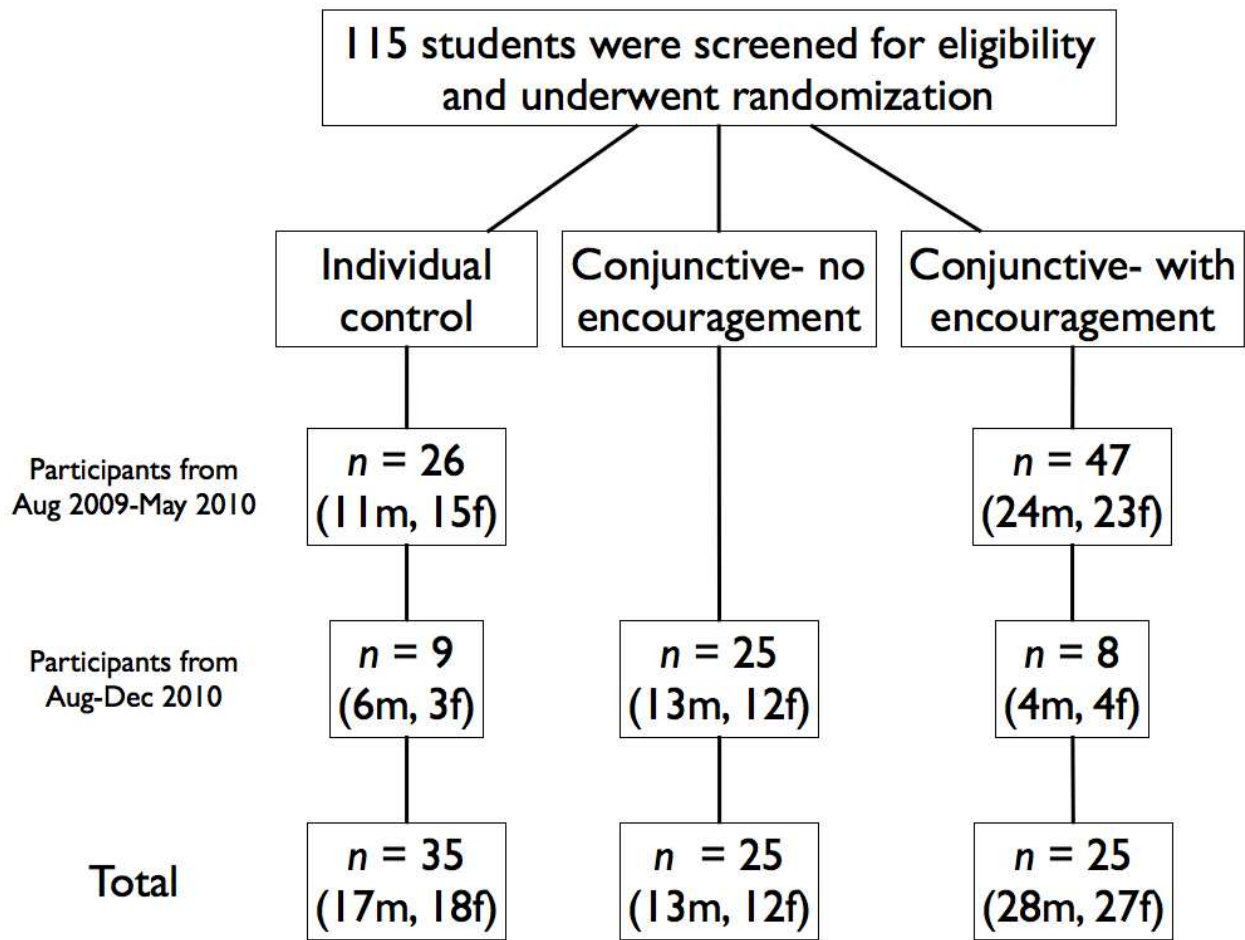 115 students were screened for eligibility
and underwent randomization
Individual
control
Conjunctive- no
encouragement
Conjunctive- with
encouragement
Participants from
Aug 2009-May 2010
n = 26
(11m, 15f)
n = 47
(24m, 23f)
Participants from
Aug-Dec 2010
n = 9
(6m, 3f)
n = 25
(13m, 12f)
n = 8
(4m, 4f)
Total
n = 35
(17m, 18f)
n = 25
(13m, 12f)
n = 25
(28m, 27f)